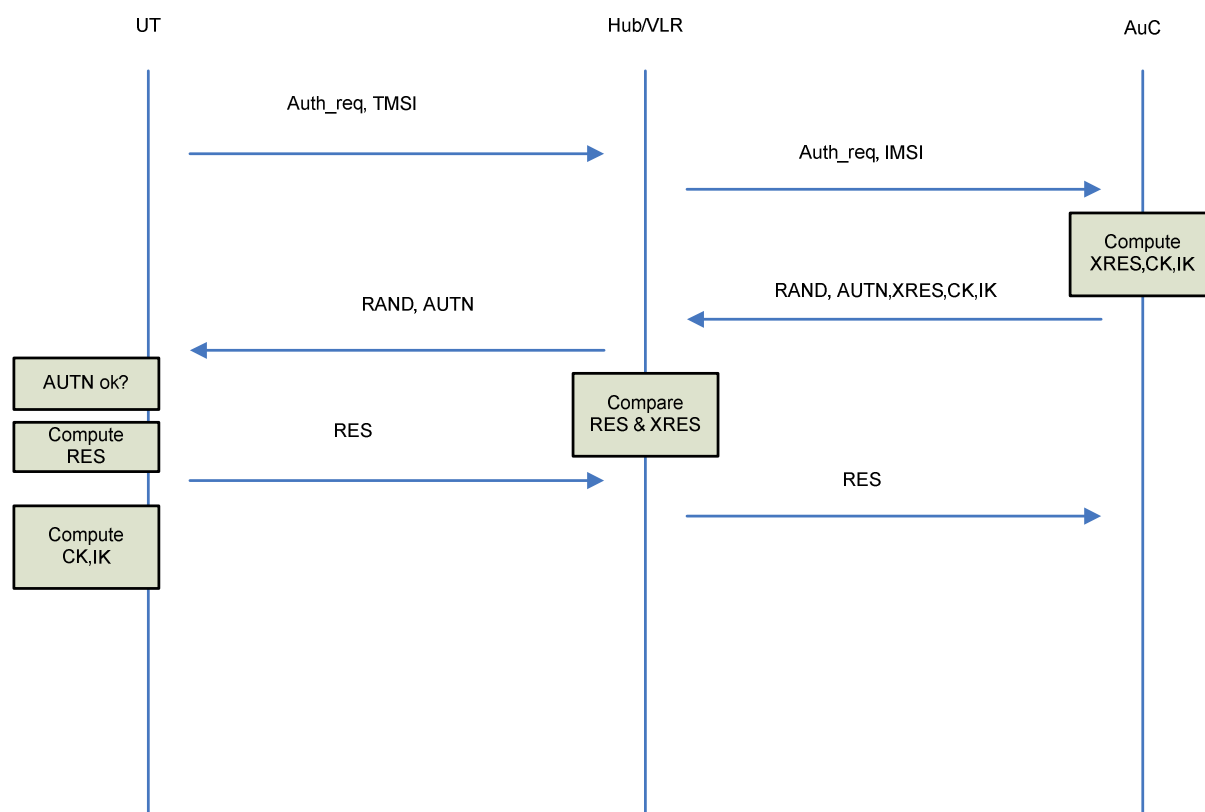 UT
Hub/VLR
AuC
Auth_req, TMSI
Auth_req, IMSI
Compute
XRES,CK,IK
RAND, AUTN,XRES,CK,IK
RAND, AUTN
AUTN ok?
Compare
RES & XRES
Compute
RES
RES
RES
Compute
CK,IK